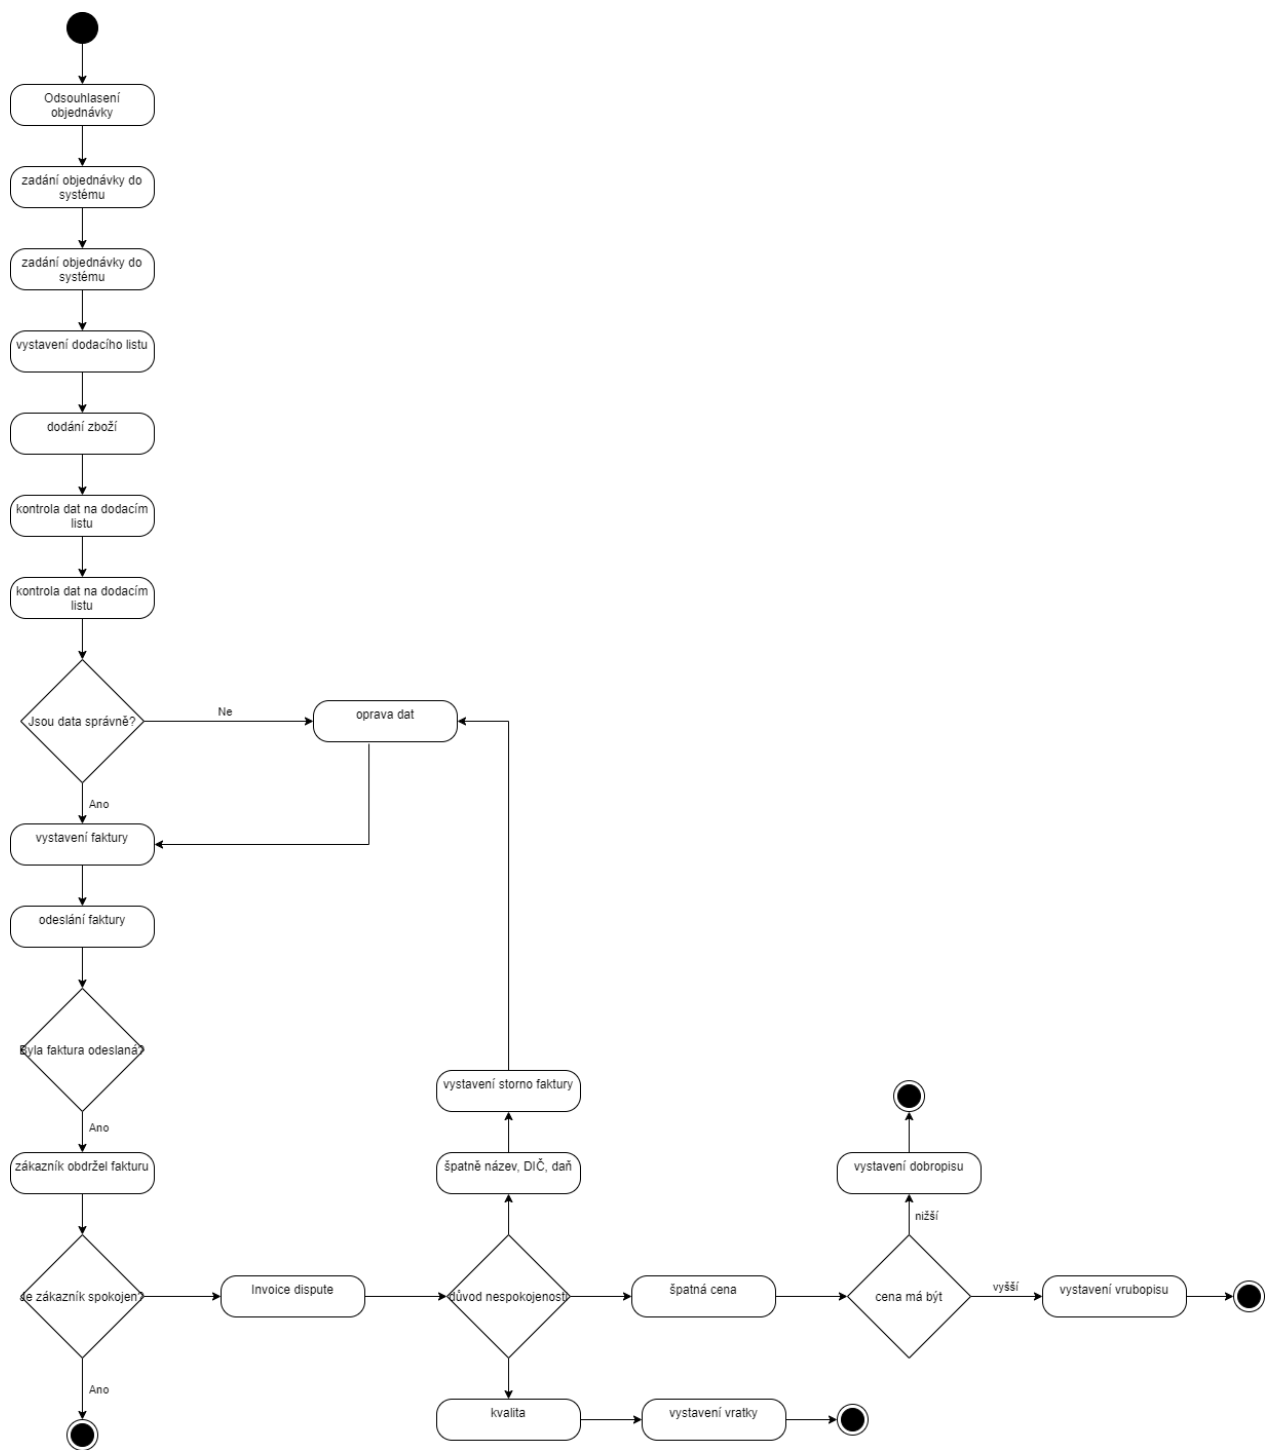 Odsouhlasení
objednávky
zadání objednávky do
systému
zadání objednávky do
systému
vystavení dodacího listu
dodání zboží
kontrola dat na dodacím
listu
kontrola dat na dodacím
listu
Jsou data správně?
Ne
oprava dat
Ano
vystavení faktury
odeslání faktury
Byla faktura odeslaná?
Ano
zákazník obdržel fakturu
Je zákazník spokojen?
Ano
Invoice dispute
důvod nespokojenosti
špatně název, DIČ, daň
vystavení storno faktury
špatná cena
cena má být
nižší
vystavení dobropisu
vyšší
vystavení vrubopisu
kvalita
vystavení vratky